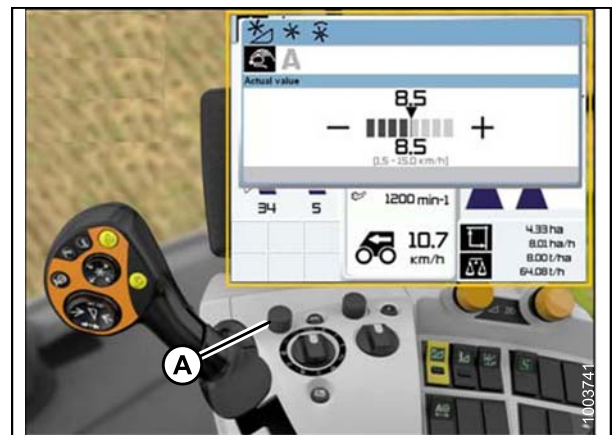 A
Actual value
8.5
8.5
[1.5 - 15.0 km/h]
34 5
1200 min-1
10.7
km/h
4.33 ha
8.01 ha/h
8.00 t/ha
64.08 t/h
A
1003741